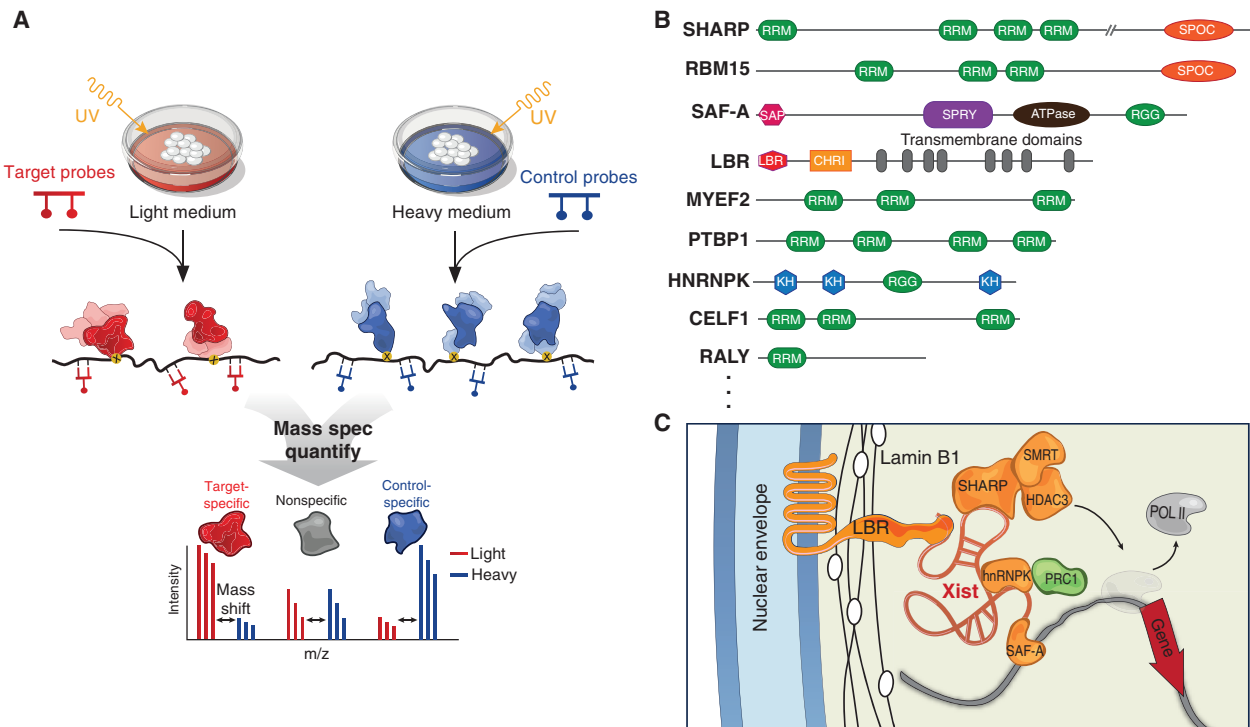 A
UV
UV
Target probes
Control probes
Light medium
Heavy medium
X
X
X
X
X
Mass spec
quantify
Target-
specific
Nonspecific
Control-
specific
Intensity
Mass
shift
Light
Heavy
m/z
B
SHARP RRM RRM RRM RRM // SPOC
RBM15 RRM RRM RRM SPOC
SAF-A SAF SPRY ATPase RGG
Transmembrane domains
LBR LBR CHRI
MYEF2 RRM RRM RRM
PTBP1 RRM RRM RRM RRM
HNRNPK KH KH RGG KH
CELF1 RRM RRM RRM
RALY RRM
C
Nuclear envelope
Lamin B1
LBR
SHARP
SMRT
HDAC3
POL II
Xist
hnRNPK
PRC1
SAF-A
Gene